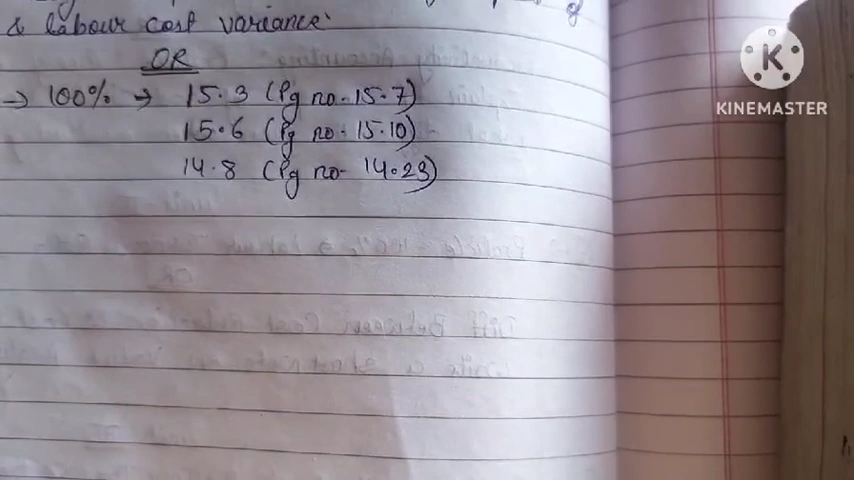 of
& labour cost variance.
OR
→ 100% → 15.3 (Pg no. 15.7)
15.6 (Pg no. 15.10)
14.8 (Pg no. 14.23)
K
KINEMASTER